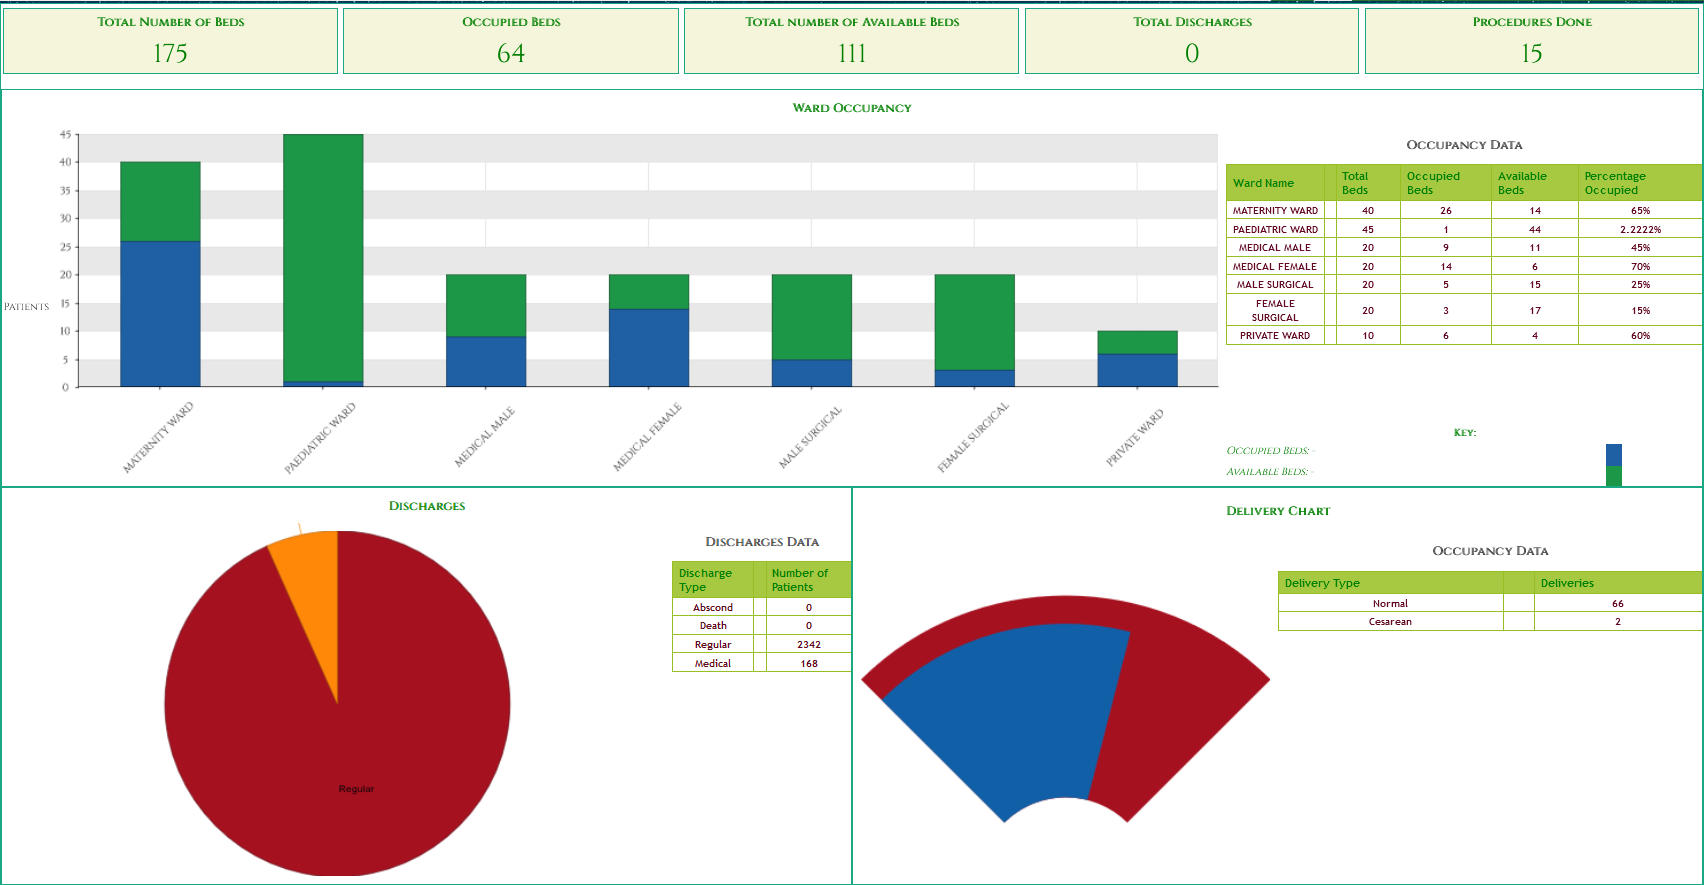 Total Number of Beds
175
Occupied Beds
64
Total number of Available Beds
111
Total Discharges
0
Procedures Done
15
Ward Occupancy
45
40
35
30
25
20
15
10
5
0
Patients
MATERNITY WARD
PAEDIATRIC WARD
MEDICAL MALE
MEDICAL FEMALE
MALE SURGICAL
FEMALE SURGICAL
PRIVATE WARD
Occupancy Data
Ward Name Total Beds Occupied Beds Available Beds Percentage Occupied
MATERNITY WARD 40 26 14 65%
PAEDIATRIC WARD 45 1 44 2.2222%
MEDICAL MALE 20 9 11 45%
MEDICAL FEMALE 20 14 6 70%
MALE SURGICAL 20 5 15 25%
FEMALE SURGICAL 20 3 17 15%
PRIVATE WARD 10 6 4 60%
Key:
Occupied Beds: -
Available Beds: -
Discharges
Regular
Discharges Data
Discharge Type Number of Patients
Abscond 0
Death 0
Regular 2342
Medical 168
Delivery Chart
Occupancy Data
Delivery Type Deliveries
Normal 66
Cesarean 2